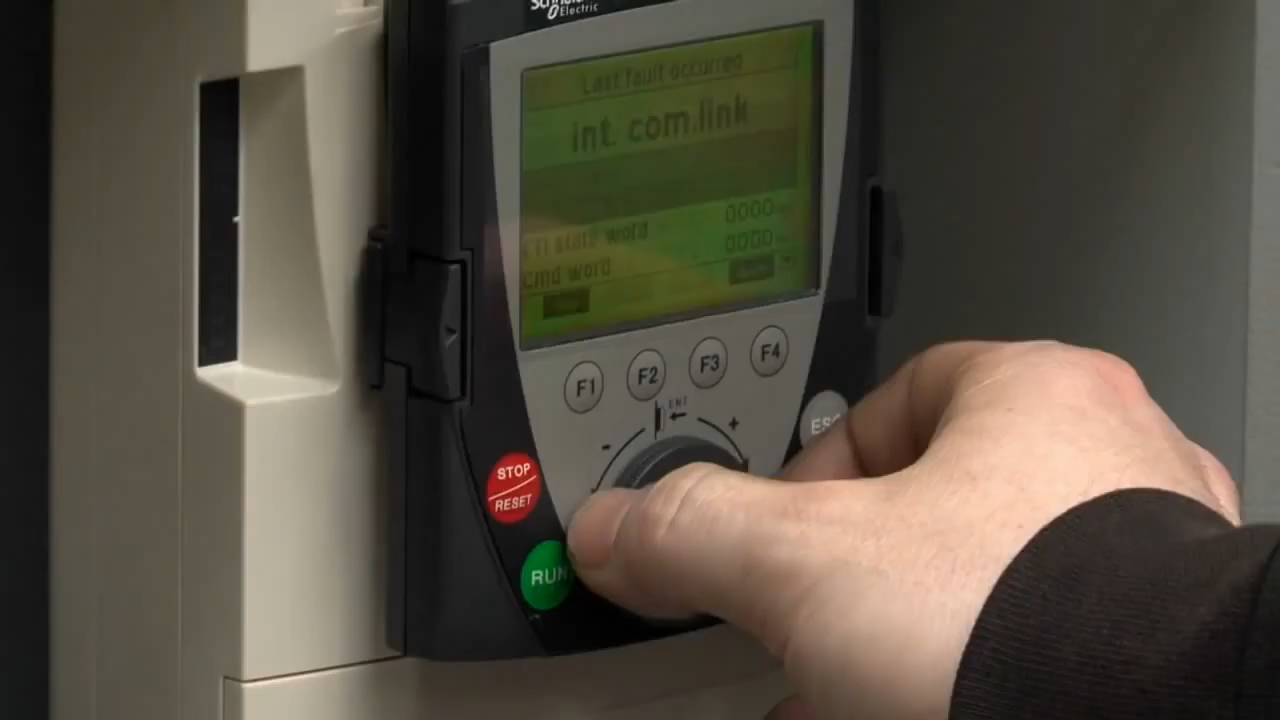 Schneider
Electric
Last fault occurred
int. com.link
ETI state word 0000
Cmd word 0000
F1 F2 F3 F4
ENT
- +
ESC
STOP
RESET
RUN